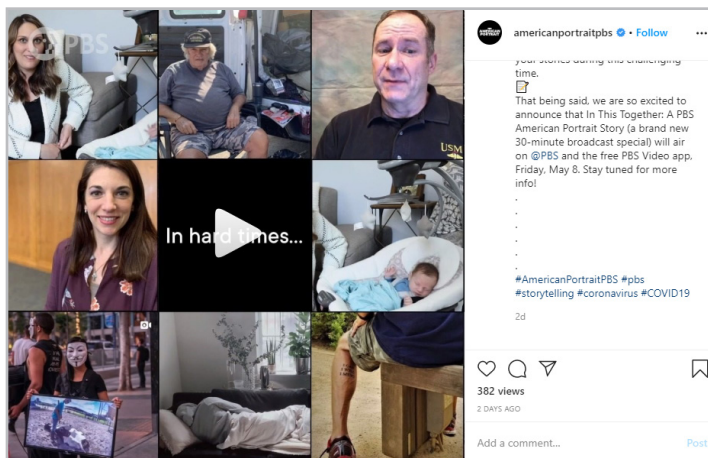 PBS
USM
In hard times...
AMERICAN
PORTRAIT
americanportraitpbs • Follow
your stories during this challenging
time.
That being said, we are so excited to
announce that In This Together: A PBS
American Portrait Story (a brand new
30-minute broadcast special) will air
on @PBS and the free PBS Video app,
Friday, May 8. Stay tuned for more
info!
.
.
.
.
.
.
#AmericanPortraitPBS #pbs
#storytelling #coronavirus #COVID19
2d
382 views
2 DAYS AGO
Add a comment...
Post